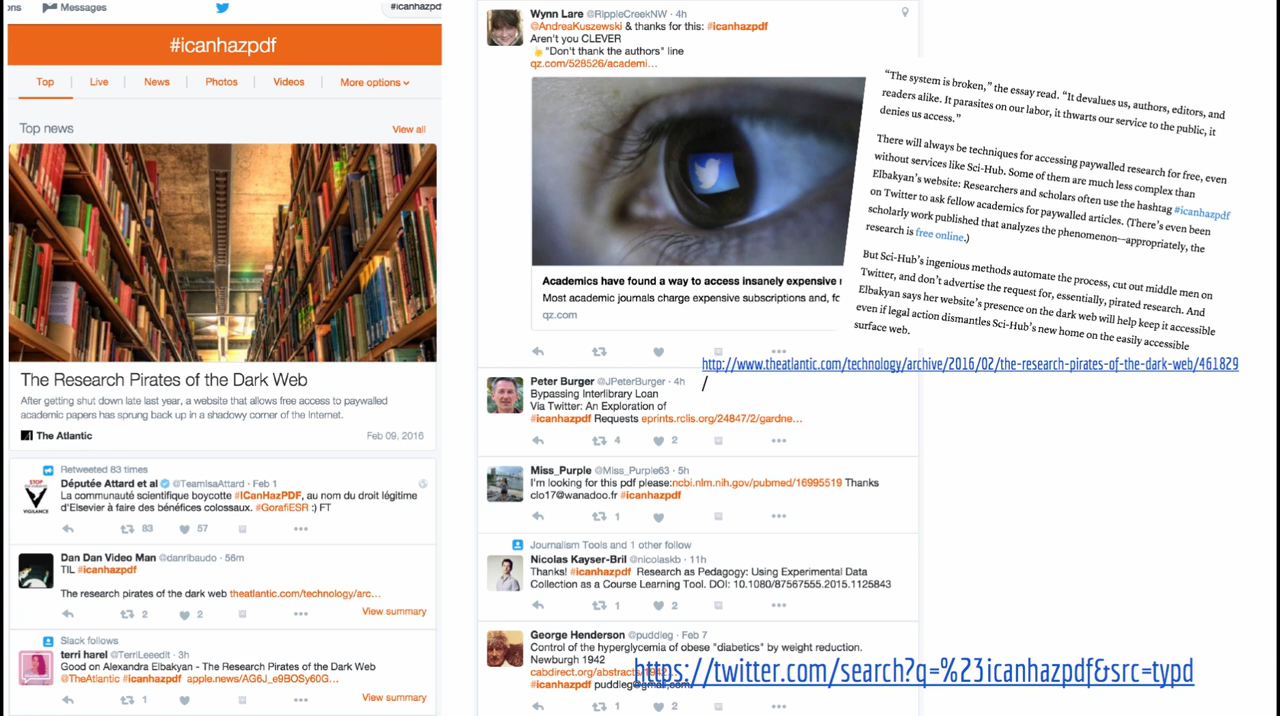 ons Messages #icanhazpdf
#icanhazpdf
Top Live News Photos Videos More options
Top news View all
The Research Pirates of the Dark Web
After getting shut down late last year, a website that allows free access to paywalled
academic papers has sprung back up in a shadowy corner of the Internet.
The Atlantic Feb 09, 2016
Retweeted 83 times
STOP
VIGILANCE
Députée Attard et al @TeamIsaAttard · Feb 1
La communauté scientifique boycotte #ICanHazPDF, au nom du droit légitime
d'Elsevier à faire des bénéfices colossaux. #GorafiESR :) FT
83 57
Dan Dan Video Man @danribaudo · 56m
TIL #icanhazpdf
The research pirates of the dark web theatlantic.com/technology/arc…
2 2 View summary
Slack follows
terri harel @TerriLeeedit · 3h
Good on Alexandra Elbakyan - The Research Pirates of the Dark Web
@TheAtlantic #icanhazpdf apple.news/AG6J_e9BOSy60G…
1 View summary
Wynn Lare @RippleCreekNW · 4h
@AndreaKuszewski & thanks for this: #icanhazpdf
Aren't you CLEVER
"Don't thank the authors" line
qz.com/528526/academi…
Academics have found a way to access insanely expensive
Most academic journals charge expensive subscriptions and, fo
qz.com
Peter Burger @JPeterBurger · 4h
Bypassing Interlibrary Loan
Via Twitter: An Exploration of
#icanhazpdf Requests eprints.rclis.org/24847/2/gardne…
4 2
Miss_Purple @Miss_Purple63 · 5h
I'm looking for this pdf please:ncbi.nlm.nih.gov/pubmed/16995519 Thanks
clo17@wanadoo.fr #icanhazpdf
1
Journalism Tools and 1 other follow
Nicolas Kayser-Bril @nicolaskb · 11h
Thanks! #icanhazpdf Research as Pedagogy: Using Experimental Data
Collection as a Course Learning Tool. DOI: 10.1080/87567555.2015.1125843
1 2
George Henderson @puddleg · Feb 7
Control of the hyperglycemia of obese "diabetics" by weight reduction.
Newburgh 1942
cabdirect.org/abstracts/
#icanhazpdf puddleg@gmail.com
1 2
“The system is broken,” the essay read. “It devalues us, authors, editors, and
readers alike. It parasites on our labor, it thwarts our service to the public, it
denies us access.”
There will always be techniques for accessing paywalled research for free, even
without services like Sci-Hub. Some of them are much less complex than
Elbakyan’s website: Researchers and scholars often use the hashtag #icanhazpdf
on Twitter to ask fellow academics for paywalled articles. (There’s even been
scholarly work published that analyzes the phenomenon—appropriately, the
research is free online.)
But Sci-Hub’s ingenious methods automate the process, cut out middle men on
Twitter, and don’t advertise the request for, essentially, pirated research. And
Elbakyan says her website’s presence on the dark web will help keep it accessible
even if legal action dismantles Sci-Hub’s new home on the easily accessible
surface web.
http://www.theatlantic.com/technology/archive/2016/02/the-research-pirates-of-the-dark-web/461829
/
https://twitter.com/search?q=%23icanhazpdf&src=typd